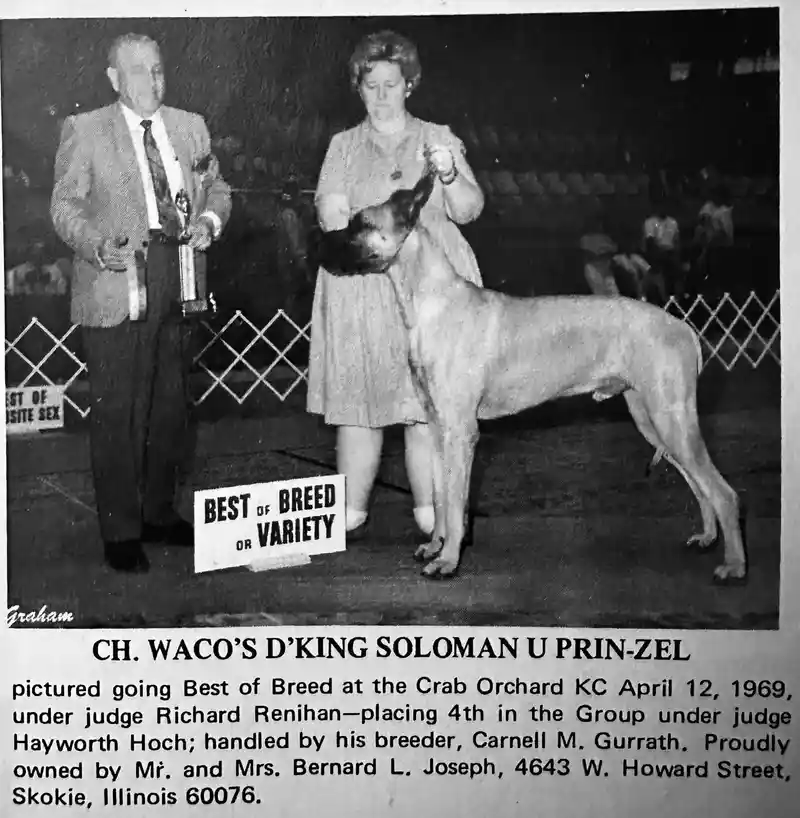 ST OF
SITE SEX
BEST OF BREED
OR VARIETY
Graham
CH. WACO'S D'KING SOLOMAN U PRIN-ZEL
pictured going Best of Breed at the Crab Orchard KC April 12, 1969,
under judge Richard Renihan—placing 4th in the Group under judge
Hayworth Hoch; handled by his breeder, Carnell M. Gurrath. Proudly
owned by Mr. and Mrs. Bernard L. Joseph, 4643 W. Howard Street,
Skokie, Illinois 60076.